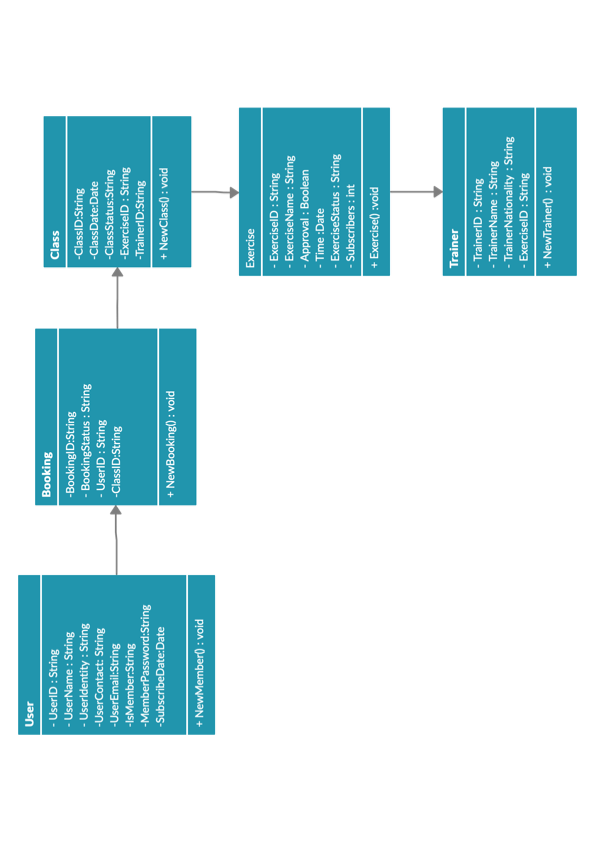 User
- UserID : String
- UserName : String
- UserIdentity : String
-UserContact: String
-UserEmail:String
-IsMember:String
-MemberPassword:String
-SubscribeDate:Date
+ NewMember() : void
Booking
-BookingID:String
- BookingStatus : String
- UserID : String
-ClassID:String
+ NewBooking() : void
Class
-ClassID:String
-ClassDate:Date
-ClassStatus:String
-ExerciseID : String
-TrainerID:String
+ NewClass() : void
Exercise
- ExerciseID : String
- ExerciseName : String
- Approval : Boolean
- Time :Date
- ExerciseStatus : String
- Subscribers : int
+ Exercise() :void
Trainer
- TrainerID : String
- TrainerName : String
- TrainerNationality : String
- ExerciseID : String
+ NewTrainer() : void